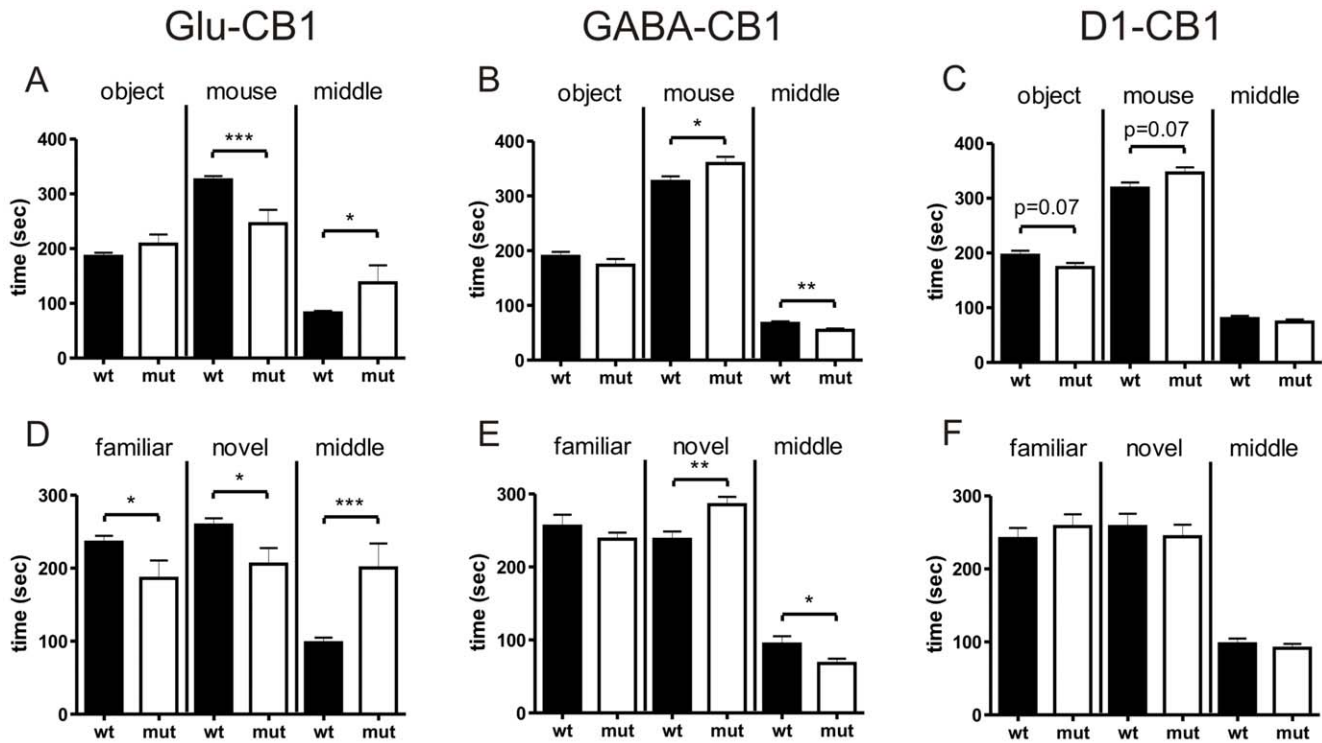 Glu-CB1 GABA-CB1 D1-CB1
A
object mouse middle
***
*
time (sec)
400
300
200
100
0
wt mut wt mut wt mut
B
object mouse middle
*
**
time (sec)
400
300
200
100
0
wt mut wt mut wt mut
C
object mouse middle
p=0.07
p=0.07
time (sec)
400
300
200
100
0
wt mut wt mut wt mut
D
familiar novel middle
* * ***
time (sec)
300
200
100
0
wt mut wt mut wt mut
E
familiar novel middle
**
*
time (sec)
300
200
100
0
wt mut wt mut wt mut
F
familiar novel middle
time (sec)
300
200
100
0
wt mut wt mut wt mut